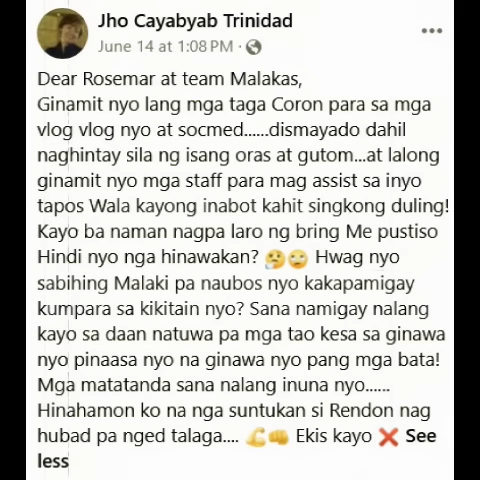 Jho Cayabyab Trinidad
June 14 at 1:08 PM ·
Dear Rosemar at team Malakas,
Ginamit nyo lang mga taga Coron para sa mga
vlog vlog nyo at socmed......dismayado dahil
naghintay sila ng isang oras at gutom...at lalong
ginamit nyo mga staff para mag assist sa inyo
tapos Wala kayong inabot kahit singkong duling!
Kayo ba naman nagpa laro ng bring Me pustiso
Hindi nyo nga hinawakan? 🤔🙄 Hwag nyo
sabihing Malaki pa naubos nyo kakapamigay
kumpara sa kikitain nyo? Sana namigay nalang
kayo sa daan natuwa pa mga tao kesa sa ginawa
nyo pinaasa nyo na ginawa nyo pang mga bata!
Mga matatanda sana nalang inuna nyo......
Hinahamon ko na nga suntukan si Rendon nag
hubad pa nged talaga.... 💪👊 Ekis kayo ❌ See
less